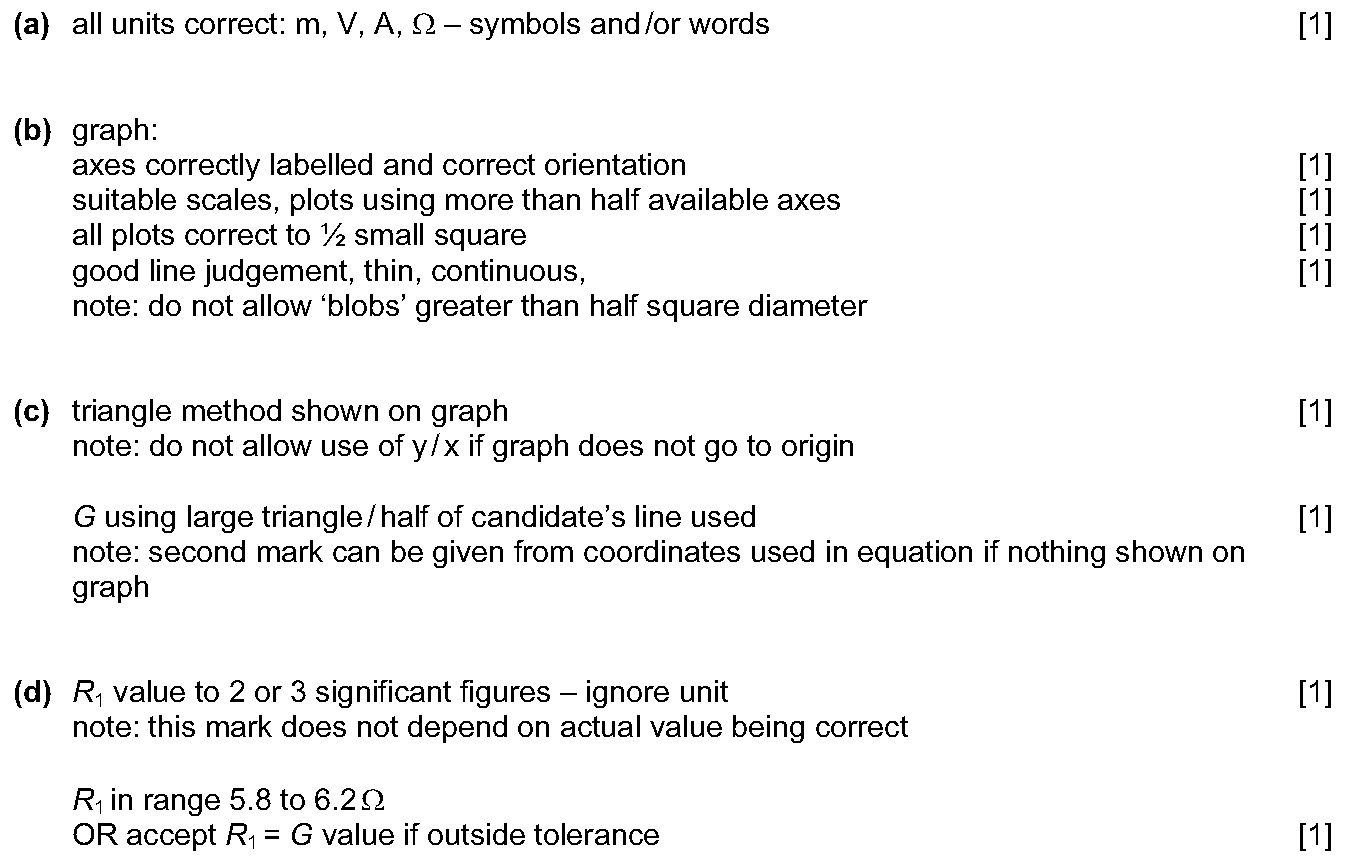 (a) all units correct: m, V, A, Ω – symbols and/or words [1]
(b) graph:
axes correctly labelled and correct orientation [1]
suitable scales, plots using more than half available axes [1]
all plots correct to ½ small square [1]
good line judgement, thin, continuous, [1]
note: do not allow ‘blobs’ greater than half square diameter
(c) triangle method shown on graph [1]
note: do not allow use of y/x if graph does not go to origin
G using large triangle/half of candidate’s line used [1]
note: second mark can be given from coordinates used in equation if nothing shown on
graph
(d) R₁ value to 2 or 3 significant figures – ignore unit [1]
note: this mark does not depend on actual value being correct
R₁ in range 5.8 to 6.2Ω
OR accept R₁ = G value if outside tolerance [1]